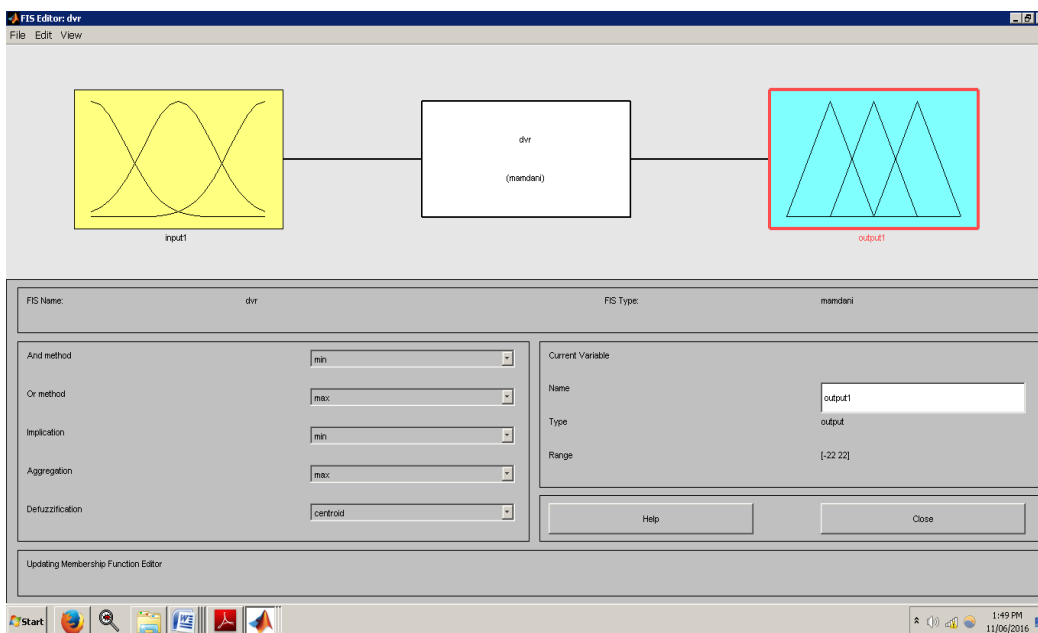 FIS Editor: dvr
File Edit View
dvr
(mamdani)
input1
output1
FIS Name: dvr FIS Type: mamdani
And method min
Or method max
Implication min
Aggregation max
Defuzzification centroid
Current Variable
Name output1
Type output
Range [-22 22]
Help Close
Updating Membership Function Editor
Start
1:49 PM
11/06/2016